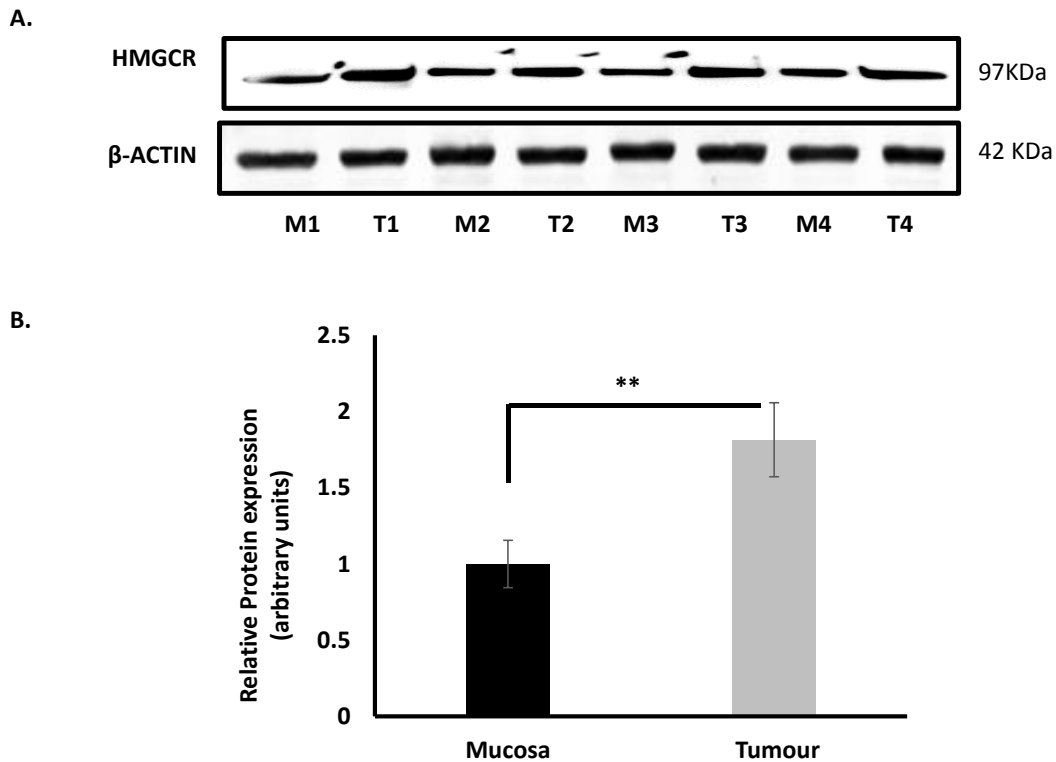 A.
HMGCR
97KDa
β-ACTIN
42 KDa
M1 T1 M2 T2 M3 T3 M4 T4
B.
Relative Protein expression
(arbitrary units)
2.5
2
1.5
1
0.5
0
**
Mucosa Tumour